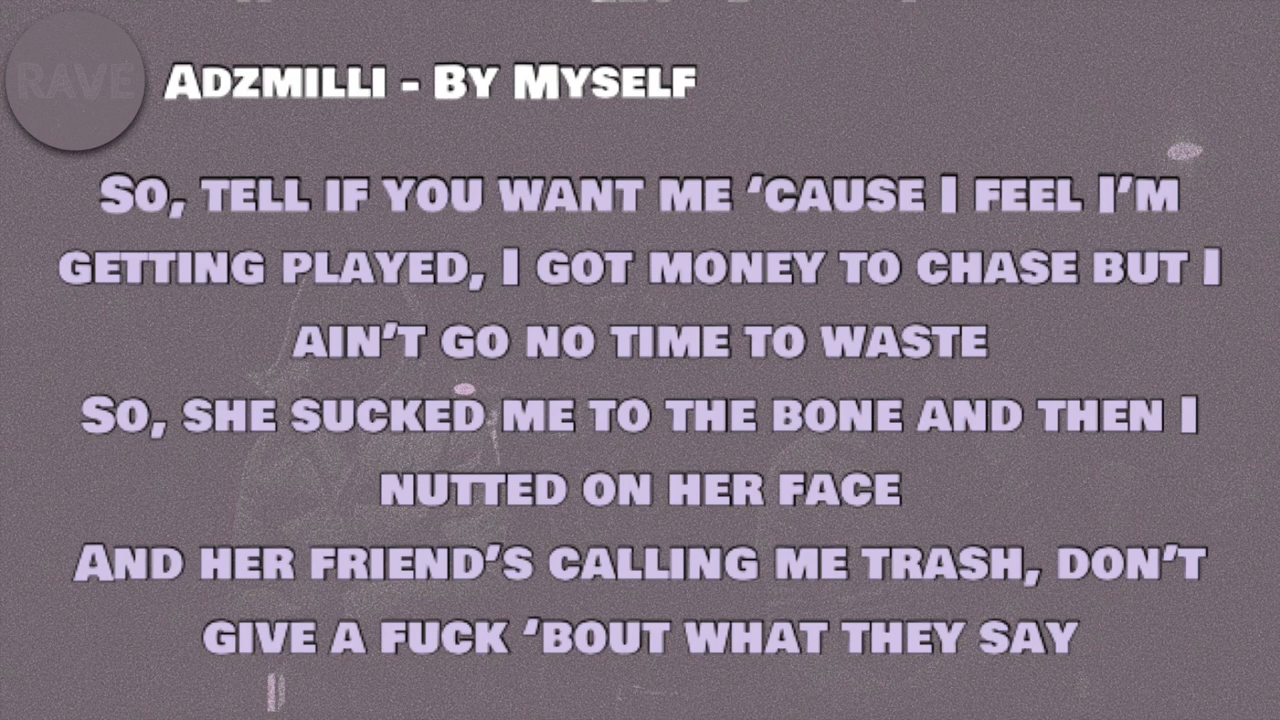 RAVE
Adzmilli - By Myself
So, tell if you want me ‘cause I feel I’m
getting played, I got money to chase but I
ain’t go no time to waste
So, she sucked me to the bone and then I
nutted on her face
And her friend’s calling me trash, don’t
give a fuck ‘bout what they say